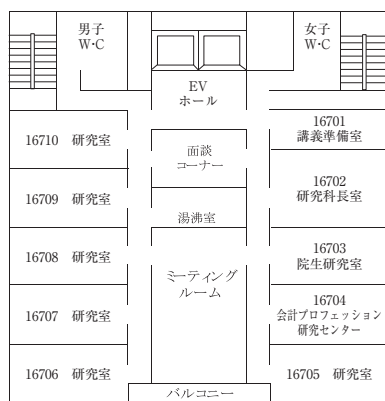 男子
W·C
女子
W·C
EV
ホール
16701
講義準備室
16710 研究室
面談
コーナー
16702
研究科長室
16709 研究室
湯沸室
16703
院生研究室
16708 研究室
ミーティング
ルーム
16704
会計プロフェッション
研究センター
16707 研究室
16706 研究室
16705 研究室
バルコニー